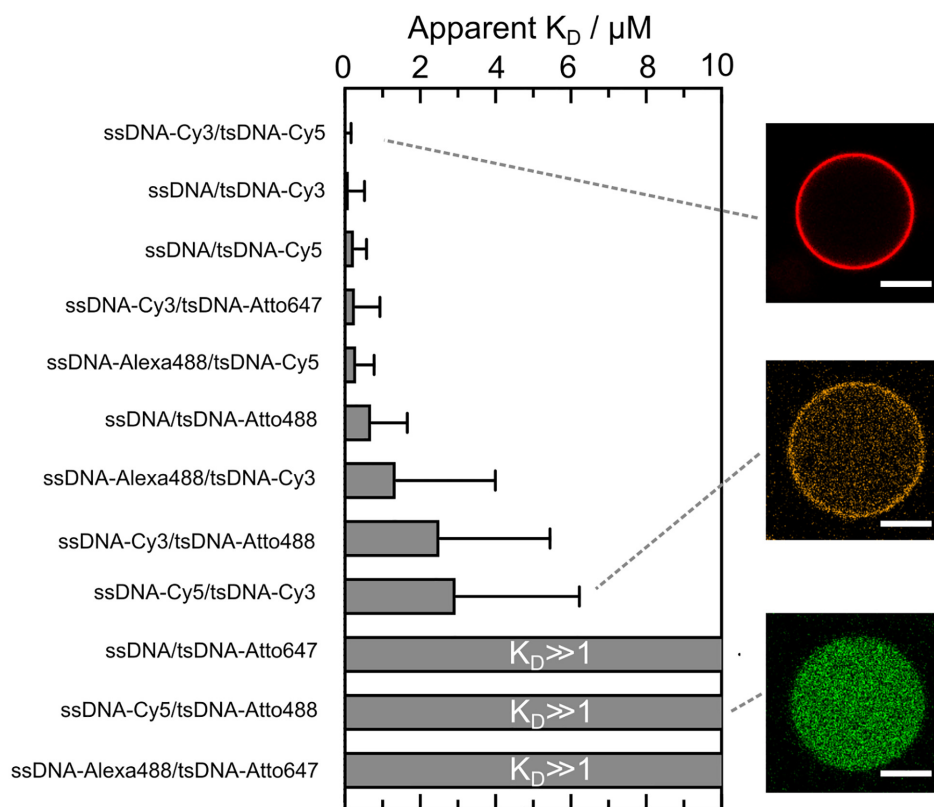 Apparent K_D / µM
0 2 4 6 8 10
ssDNA-Cy3/tsDNA-Cy5
ssDNA/tsDNA-Cy3
ssDNA/tsDNA-Cy5
ssDNA-Cy3/tsDNA-Atto647
ssDNA-Alexa488/tsDNA-Cy5
ssDNA/tsDNA-Atto488
ssDNA-Alexa488/tsDNA-Cy3
ssDNA-Cy3/tsDNA-Atto488
ssDNA-Cy5/tsDNA-Cy3
ssDNA/tsDNA-Atto647 K_D≫1
ssDNA-Cy5/tsDNA-Atto488 K_D≫1
ssDNA-Alexa488/tsDNA-Atto647 K_D≫1